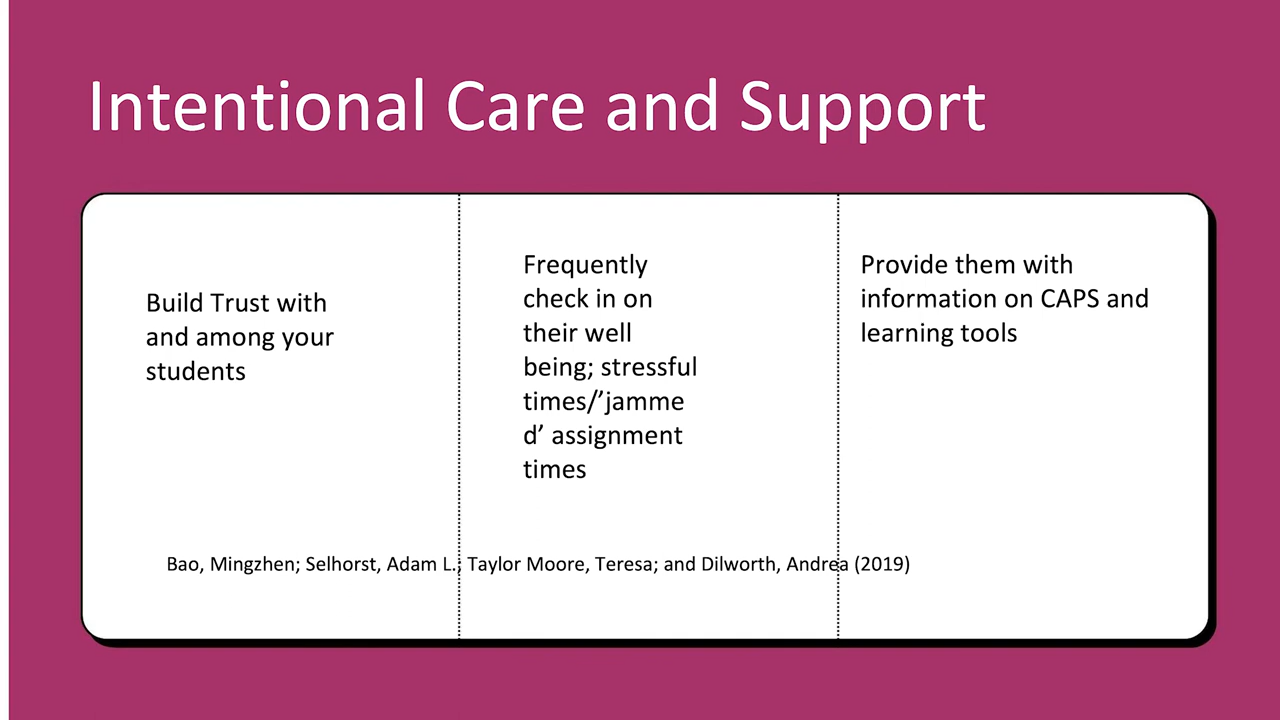 Intentional Care and Support
Build Trust with
and among your
students
Frequently
check in on
their well
being; stressful
times/’jamme
d’ assignment
times
Provide them with
information on CAPS and
learning tools
Bao, Mingzhen; Selhorst, Adam L.; Taylor Moore, Teresa; and Dilworth, Andrea (2019)